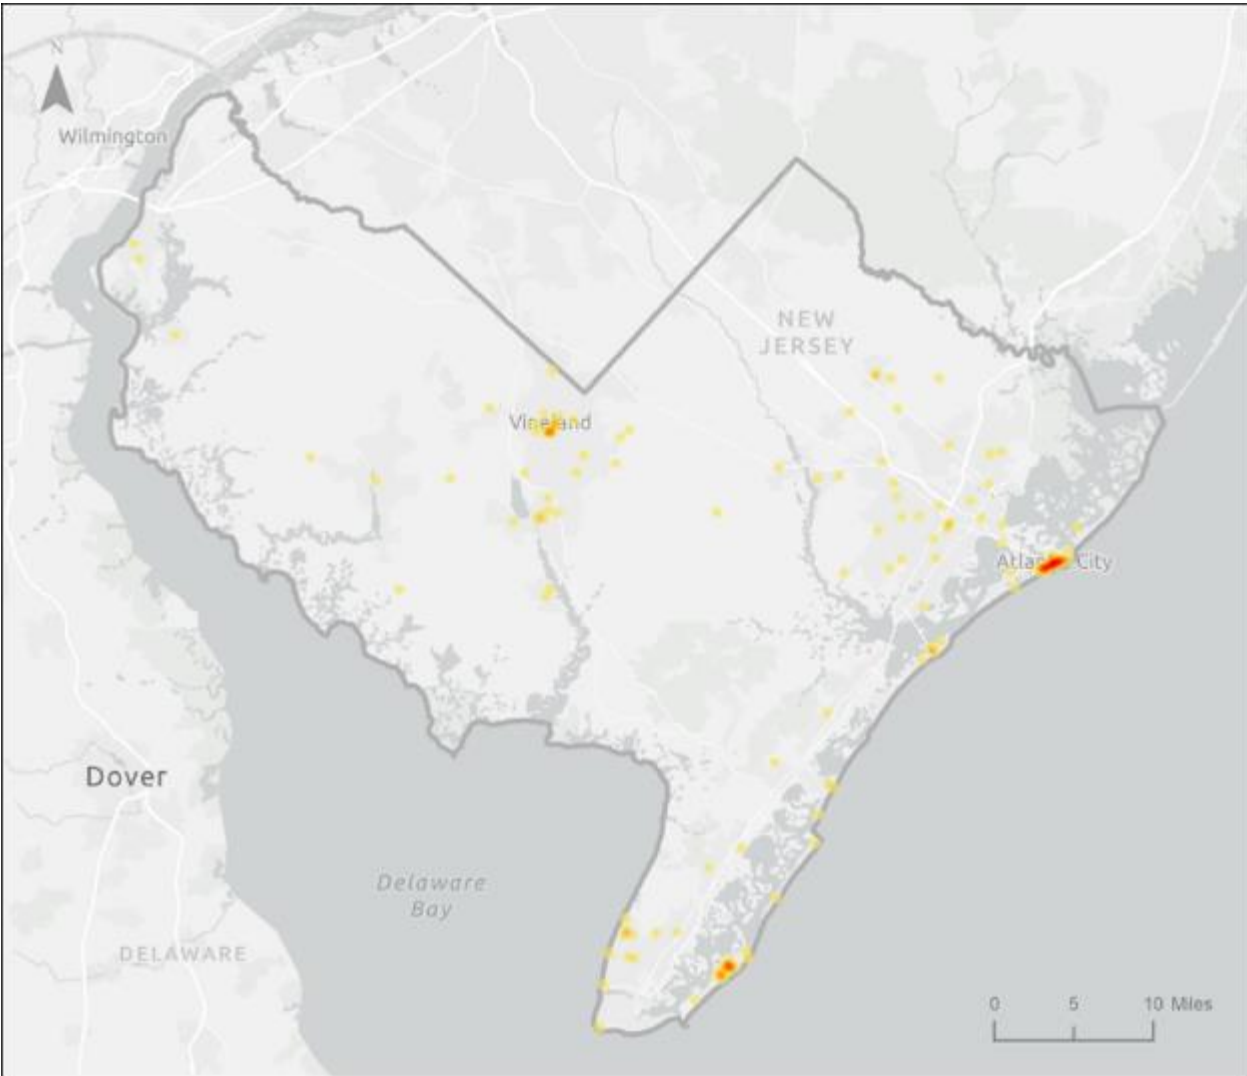 N
Wilmington
NEW
JERSEY
Vineland
Atlantic City
Dover
Delaware
Bay
DELAWARE
0 5 10 Miles